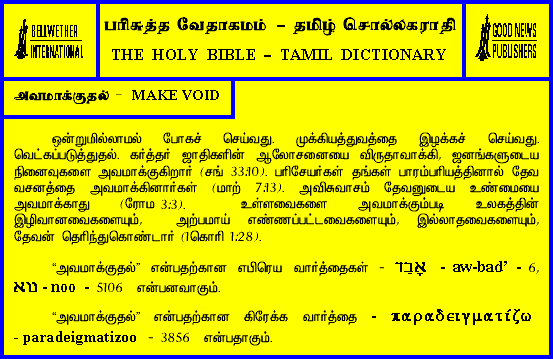 BELLWETHER
INTERNATIONAL
பரிசுத்த வேதாகமம் – தமிழ் சொல்லகராதி
THE HOLY BIBLE – TAMIL DICTIONARY
GOOD NEWS
PUBLISHERS
அவமாக்குதல் - MAKE VOID
ஒன்றுமில்லாமல் போகச் செய்வது. முக்கியத்துவத்தை இழக்கச் செய்வது.
வெட்கப்படுத்துதல். கர்த்தர் ஜாதிகளின் ஆலோசனையை விருதாவாக்கி, ஜனங்களுடைய
நினைவுகளை அவமாக்குகிறார் (சங் 33:10). பரிசேயர்கள் தங்கள் பாரம்பரியத்தினால் தேவ
வசனத்தை அவமாக்கினார்கள் (மாற் 7:13). அவிசுவாசம் தேவனுடைய உண்மையை
அவமாக்காது (ரோம 3:3). உள்ளவைகளை அவமாக்கும்படி உலகத்தின்
இழிவானவைகளையும், அற்பமாய் எண்ணப்பட்டவைகளையும், இல்லாதவைகளையும்,
தேவன் தெரிந்துகொண்டார் (1கொரி 1:28).
“அவமாக்குதல்” என்பதற்கான எபிரெய வார்த்தைகள் - אָבַד - aw-bad' - 6,
נוּא - noo - 5106 என்பனவாகும்.
“அவமாக்குதல்” என்பதற்கான கிரேக்க வார்த்தை - παραδειγματίζω
- paradeigmatizoo - 3856 என்பதாகும்.